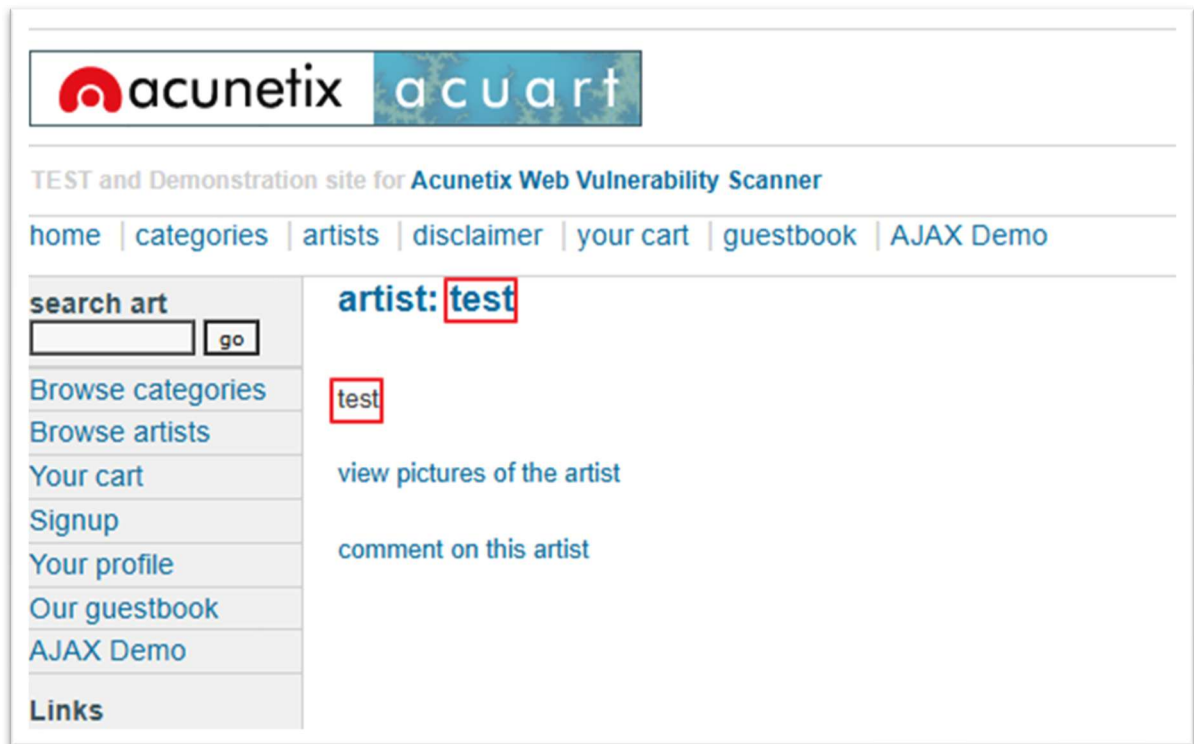 acunetix acuart
TEST and Demonstration site for Acunetix Web Vulnerability Scanner
home | categories | artists | disclaimer | your cart | guestbook | AJAX Demo
search art
go
Browse categories
Browse artists
Your cart
Signup
Your profile
Our guestbook
AJAX Demo
Links
artist: test
test
view pictures of the artist
comment on this artist